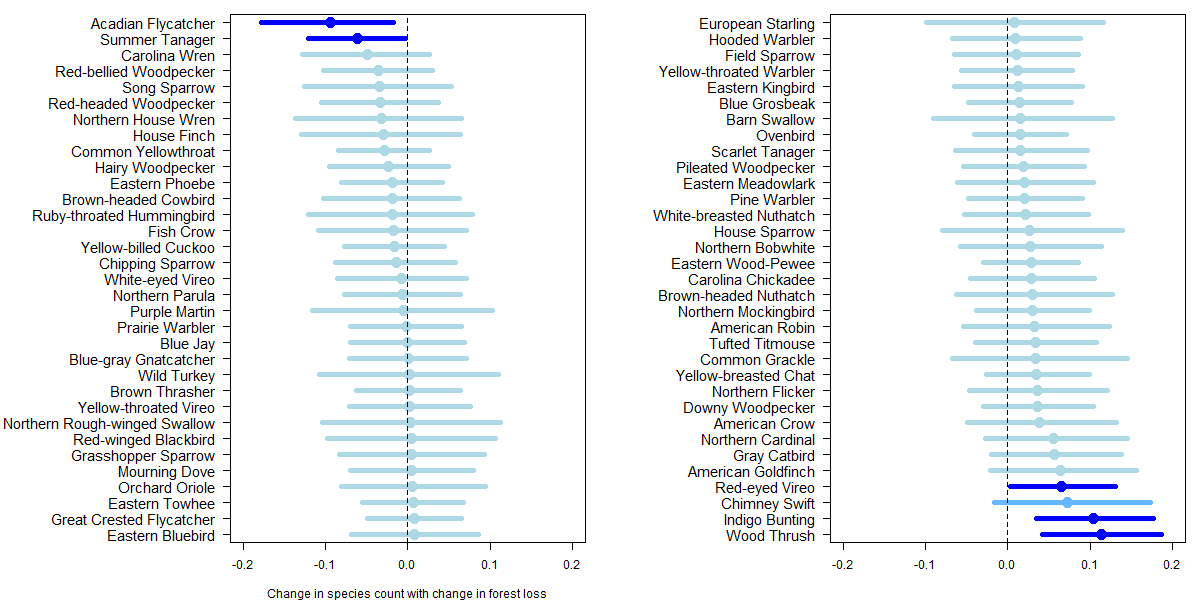 Acadian Flycatcher
Summer Tanager
Carolina Wren
Red-bellied Woodpecker
Song Sparrow
Red-headed Woodpecker
Northern House Wren
House Finch
Common Yellowthroat
Hairy Woodpecker
Eastern Phoebe
Brown-headed Cowbird
Ruby-throated Hummingbird
Fish Crow
Yellow-billed Cuckoo
Chipping Sparrow
White-eyed Vireo
Northern Parula
Purple Martin
Prairie Warbler
Blue Jay
Blue-gray Gnatcatcher
Wild Turkey
Brown Thrasher
Yellow-throated Vireo
Northern Rough-winged Swallow
Red-winged Blackbird
Grasshopper Sparrow
Mourning Dove
Orchard Oriole
Eastern Towhee
Great Crested Flycatcher
Eastern Bluebird
-0.2 -0.1 0.0 0.1 0.2
Change in species count with change in forest loss
European Starling
Hooded Warbler
Field Sparrow
Yellow-throated Warbler
Eastern Kingbird
Blue Grosbeak
Barn Swallow
Ovenbird
Scarlet Tanager
Pileated Woodpecker
Eastern Meadowlark
Pine Warbler
White-breasted Nuthatch
House Sparrow
Northern Bobwhite
Eastern Wood-Pewee
Carolina Chickadee
Brown-headed Nuthatch
Northern Mockingbird
American Robin
Tufted Titmouse
Common Grackle
Yellow-breasted Chat
Northern Flicker
Downy Woodpecker
American Crow
Northern Cardinal
Gray Catbird
American Goldfinch
Red-eyed Vireo
Chimney Swift
Indigo Bunting
Wood Thrush
-0.2 -0.1 0.0 0.1 0.2